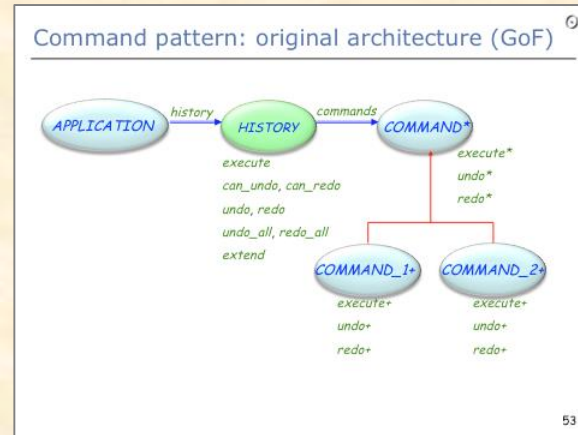 Command pattern: original architecture (GoF)
history
commands
APPLICATION
HISTORY
COMMAND*
execute
can_undo, can_redo
undo, redo
undo_all, redo_all
extend
execute*
undo*
redo*
COMMAND_1+
COMMAND_2+
execute+
undo+
redo+
execute+
undo+
redo+
53